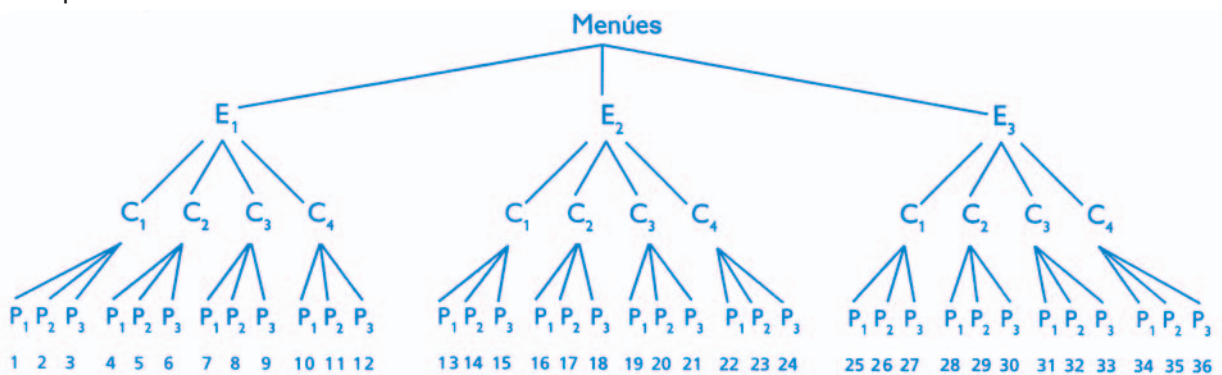 Menúes
E1 E2 E3
C1 C2 C3 C4 C1 C2 C3 C4 C1 C2 C3 C4
P1 P2 P3 P1 P2 P3 P1 P2 P3 P1 P2 P3 P1 P2 P3 P1 P2 P3 P1 P2 P3 P1 P2 P3 P1 P2 P3 P1 P2 P3 P1 P2 P3 P1 P2 P3
1 2 3 4 5 6 7 8 9 10 11 12 13 14 15 16 17 18 19 20 21 22 23 24 25 26 27 28 29 30 31 32 33 34 35 36